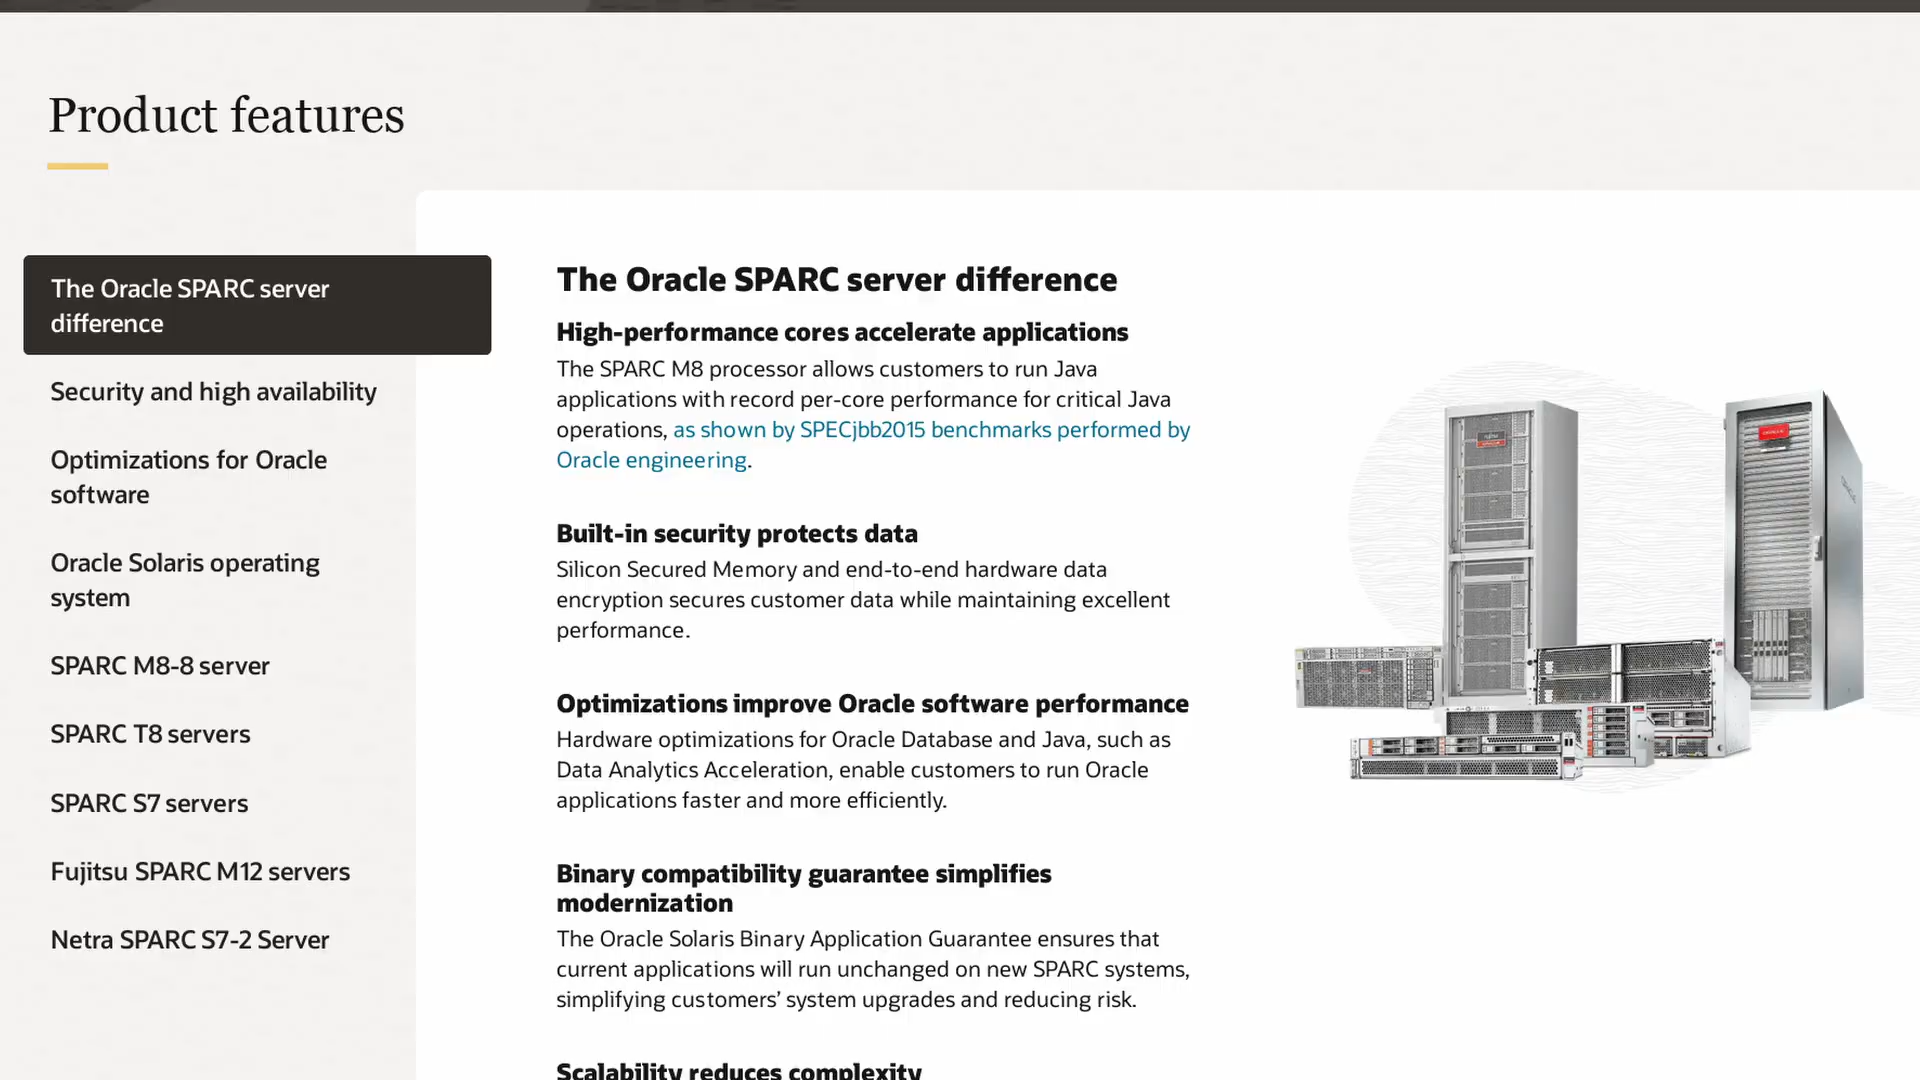 Product features
The Oracle SPARC server
difference
Security and high availability
Optimizations for Oracle
software
Oracle Solaris operating
system
SPARC M8-8 server
SPARC T8 servers
SPARC S7 servers
Fujitsu SPARC M12 servers
Netra SPARC S7-2 Server
The Oracle SPARC server difference
High-performance cores accelerate applications
The SPARC M8 processor allows customers to run Java
applications with record per-core performance for critical Java
operations, as shown by SPECjbb2015 benchmarks performed by
Oracle engineering.
Built-in security protects data
Silicon Secured Memory and end-to-end hardware data
encryption secures customer data while maintaining excellent
performance.
Optimizations improve Oracle software performance
Hardware optimizations for Oracle Database and Java, such as
Data Analytics Acceleration, enable customers to run Oracle
applications faster and more efficiently.
Binary compatibility guarantee simplifies
modernization
The Oracle Solaris Binary Application Guarantee ensures that
current applications will run unchanged on new SPARC systems,
simplifying customers’ system upgrades and reducing risk.
Scalability reduces complexity